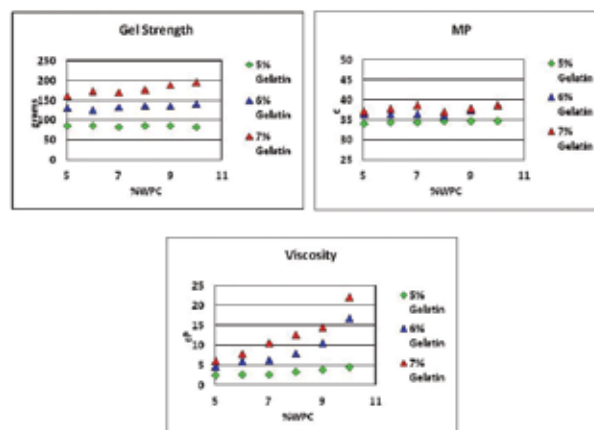 Gel Strength
250
200
150
100
50
0
grams
5
7
9
11
%WPC
5%
Gelatin
6%
Gelatin
7%
Gelatin
MP
50
45
40
35
30
25
C
5
7
9
11
%WPC
5%
Gelatin
6%
Gelatin
7%
Gelatin
Viscosity
25
20
15
10
5
0
cP
5
7
9
11
%WPC
5%
Gelatin
6%
Gelatin
7%
Gelatin